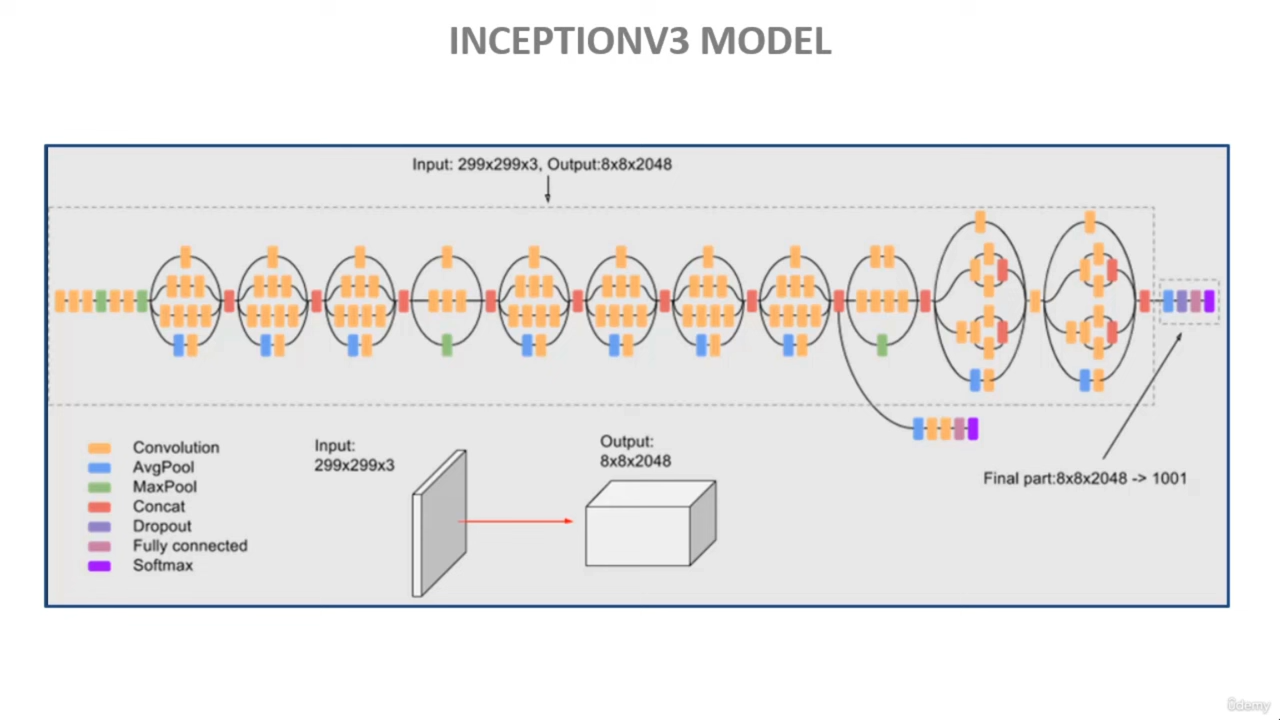 INCEPTIONV3 MODEL
Input: 299x299x3, Output:8x8x2048
Convolution
AvgPool
MaxPool
Concat
Dropout
Fully connected
Softmax
Input:
299x299x3
Output:
8x8x2048
Final part:8x8x2048 -> 1001
ûdemy